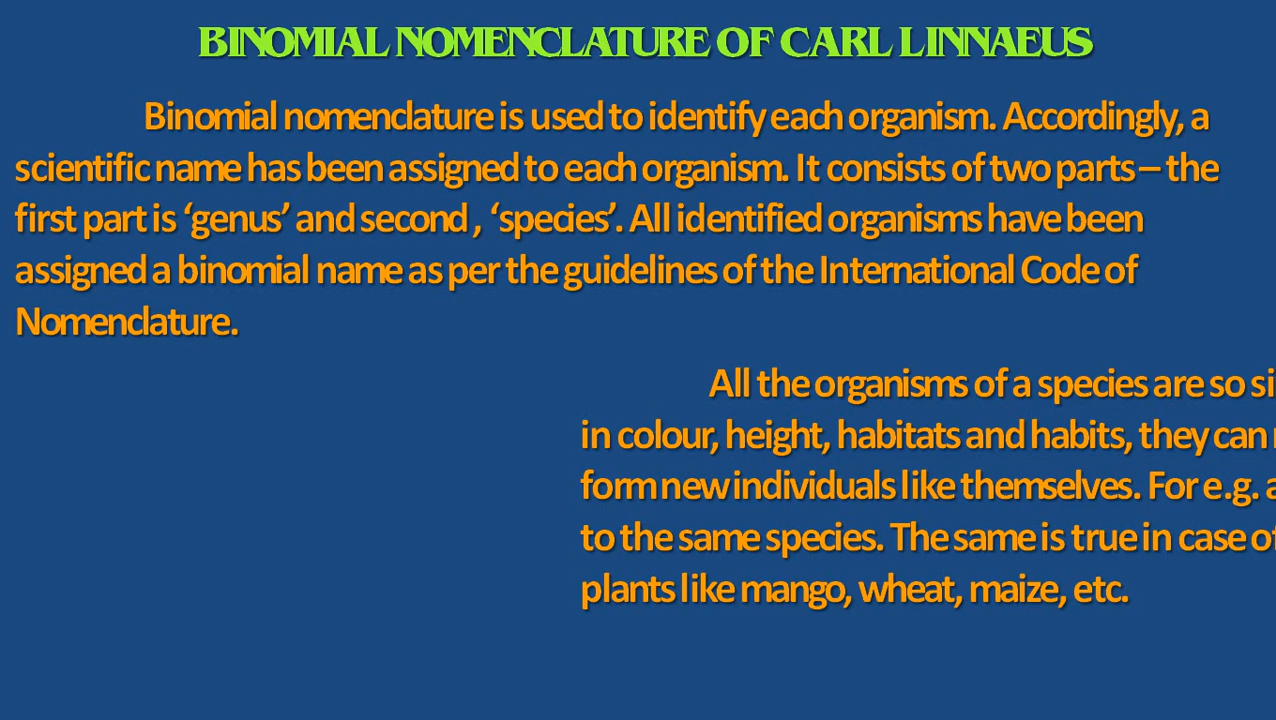 BINOMIAL NOMENCLATURE OF CARL LINNAEUS
Binomial nomenclature is used to identify each organism. Accordingly, a
scientific name has been assigned to each organism. It consists of two parts – the
first part is ‘genus’ and second , ‘species’. All identified organisms have been
assigned a binomial name as per the guidelines of the International Code of
Nomenclature.
All the organisms of a species are so
in colour, height, habitats and habits, they can
form new individuals like themselves. For e.g.
to the same species. The same is true in case of
plants like mango, wheat, maize, etc.